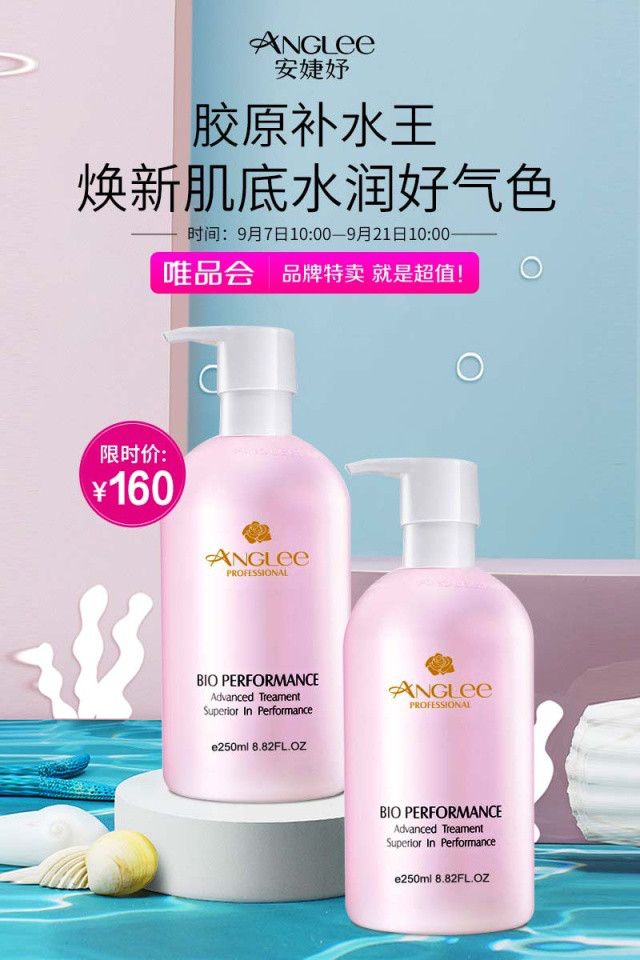 ANGLee
安婕妤
胶原补水王
焕新肌底水润好气色
时间：9月7日10:00—9月21日10:00
唯品会 品牌特卖 就是超值！
限时价:
¥160
ANGLee
PROFESSIONAL
BIO PERFORMANCE
Advanced Treament
Superior In Performance
e250ml 8.82FL.OZ
ANGLee
PROFESSIONAL
BIO PERFORMANCE
Advanced Treament
Superior In Performance
e250ml 8.82FL.OZ